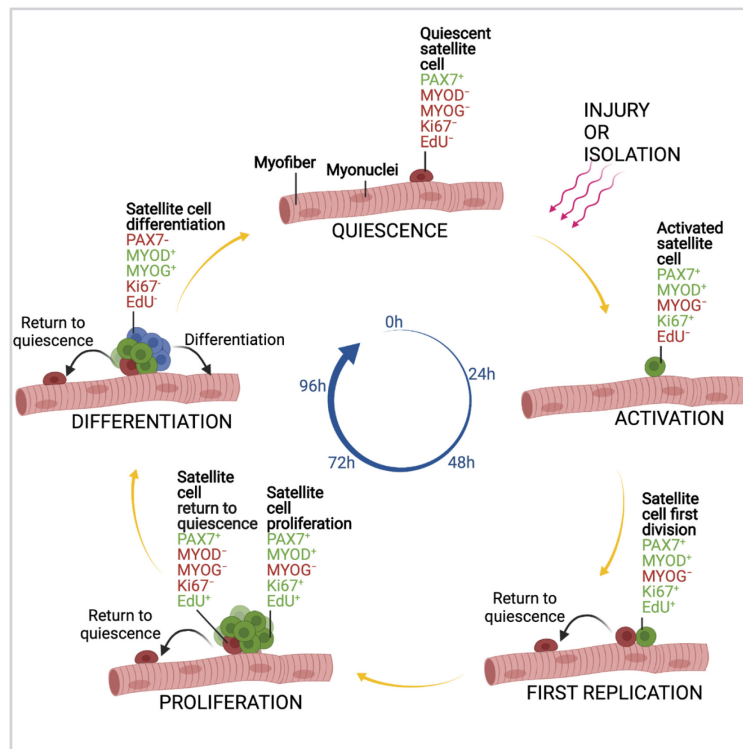 Quiescent
satellite
cell
PAX7⁺
MYOD⁻
MYOG⁻
Ki67⁻
EdU⁻
INJURY
OR
ISOLATION
Myofiber
Myonuclei
QUIESCENCE
Satellite cell
differentiation
PAX7⁻
MYOD⁺
MYOG⁺
Ki67⁻
EdU⁻
Return to
quiescence
Differentiation
DIFFERENTIATION
Activated
satellite
cell
PAX7⁺
MYOD⁺
MYOG⁻
Ki67⁺
EdU⁻
ACTIVATION
0h
24h
48h
72h
96h
Satellite
cell
return to
quiescence
PAX7⁺
MYOD⁻
MYOG⁻
Ki67⁻
EdU⁺
Satellite
cell
proliferation
PAX7⁺
MYOD⁺
MYOG⁻
Ki67⁺
EdU⁺
Return to
quiescence
PROLIFERATION
Satellite
cell first
division
PAX7⁺
MYOD⁺
MYOG⁻
Ki67⁺
EdU⁺
Return to
quiescence
FIRST REPLICATION